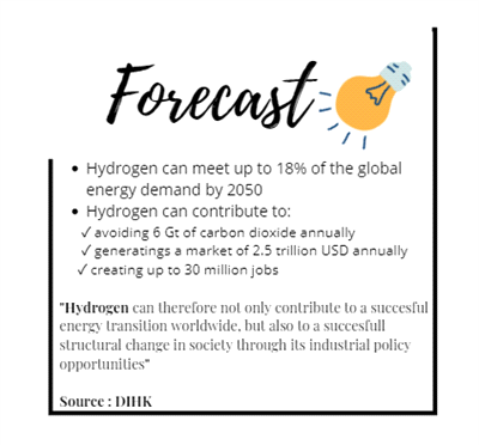 Forecast
• Hydrogen can meet up to 18% of the global
energy demand by 2050
• Hydrogen can contribute to:
✓ avoiding 6 Gt of carbon dioxide annually
✓ generatings a market of 2.5 trillion USD annually
✓ creating up to 30 million jobs
"Hydrogen can therefore not only contribute to a succesful
energy transition worldwide, but also to a succesfull
structural change in society through its industrial policy
opportunities"
Source : DIHK